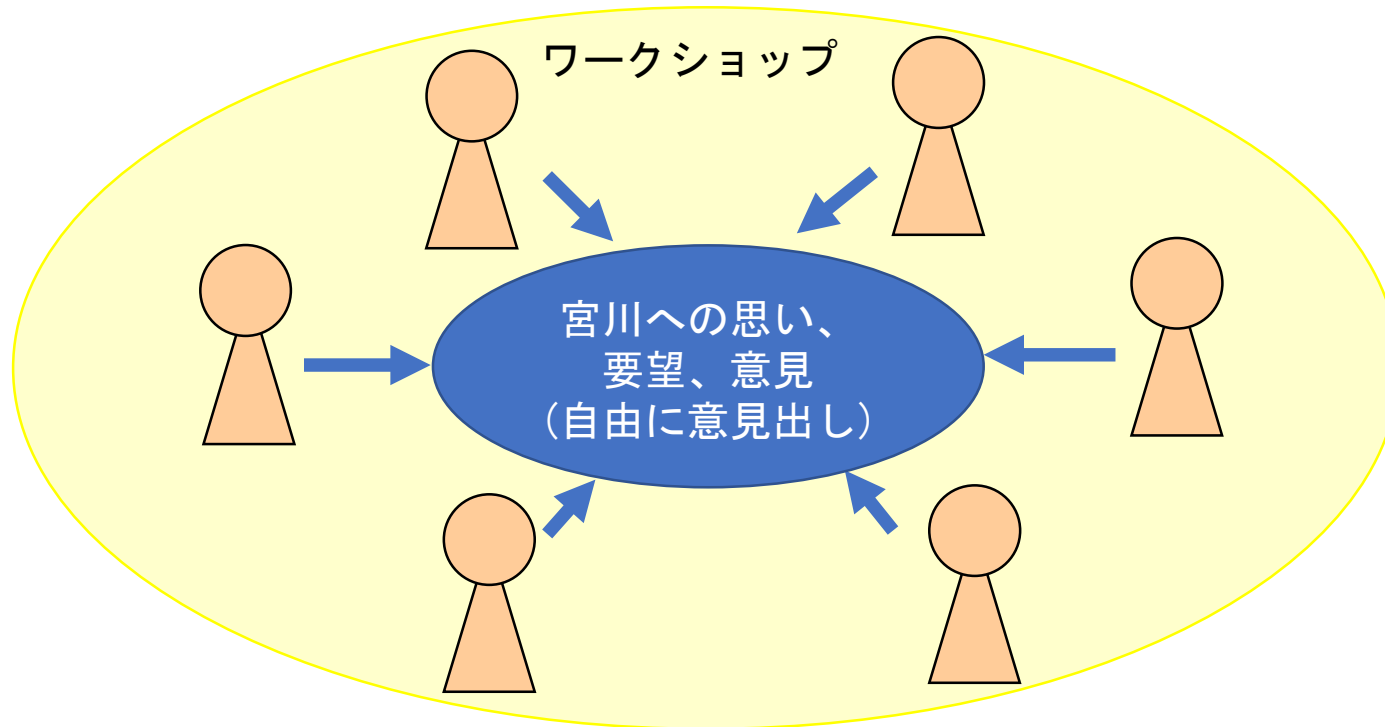 ワークショップ
宮川への思い、
要望、意見
（自由に意見出し）